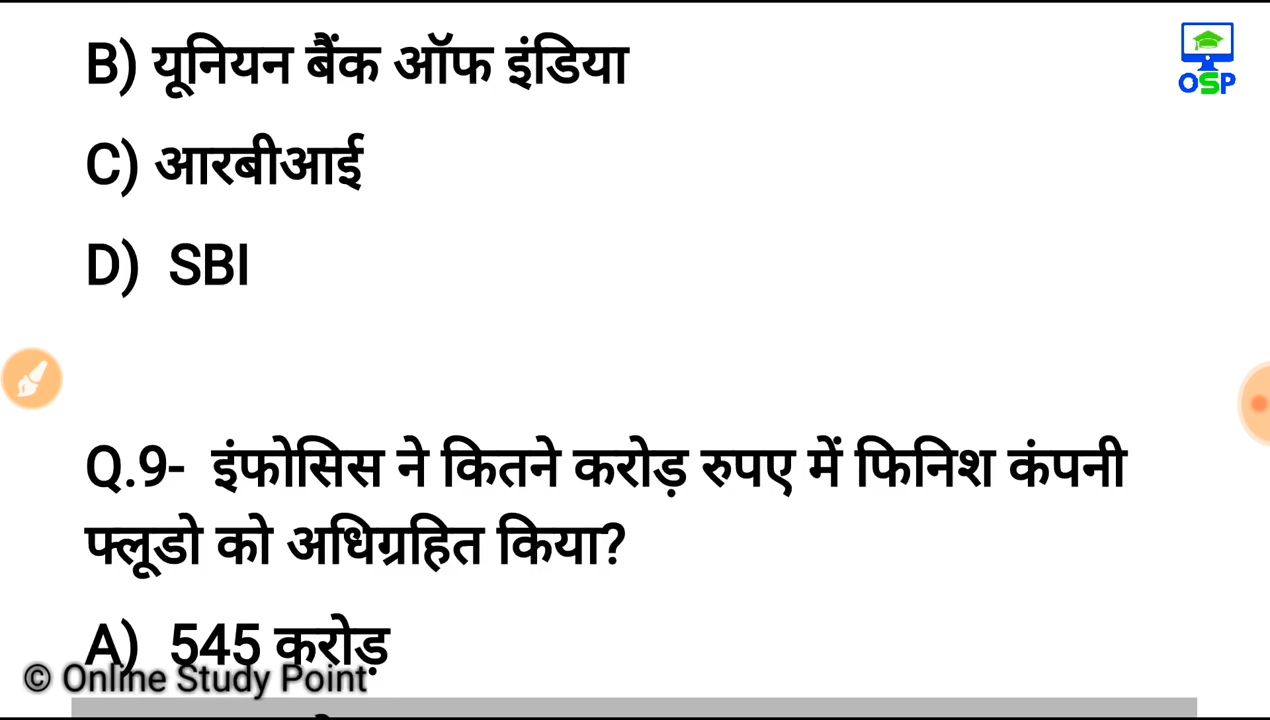 B) यूनियन बैंक ऑफ इंडिया
OSP
C) आरबीआई
D) SBI
Q.9- इंफोसिस ने कितने करोड़ रुपए में फिनिश कंपनी
फ्लूडो को अधिग्रहित किया?
A) 545 करोड़
© Online Study Point